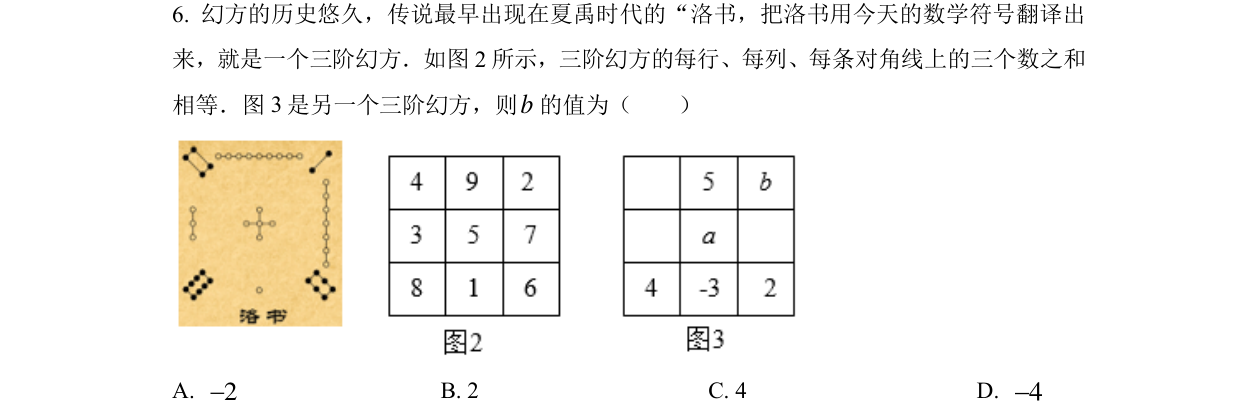 6. 幻方的历史悠久，传说最早出现在夏禹时代的“洛书，把洛书用今天的数学符号翻译出
来，就是一个三阶幻方．如图 2 所示，三阶幻方的每行、每列、每条对角线上的三个数之和
相等．图 3 是另一个三阶幻方，则b 的值为（　　）
4 9 2
3 5 7
8 1 6
洛书
图2
5 b
a
4 -3 2
图3
A. –2 B. 2 C. 4 D. –4